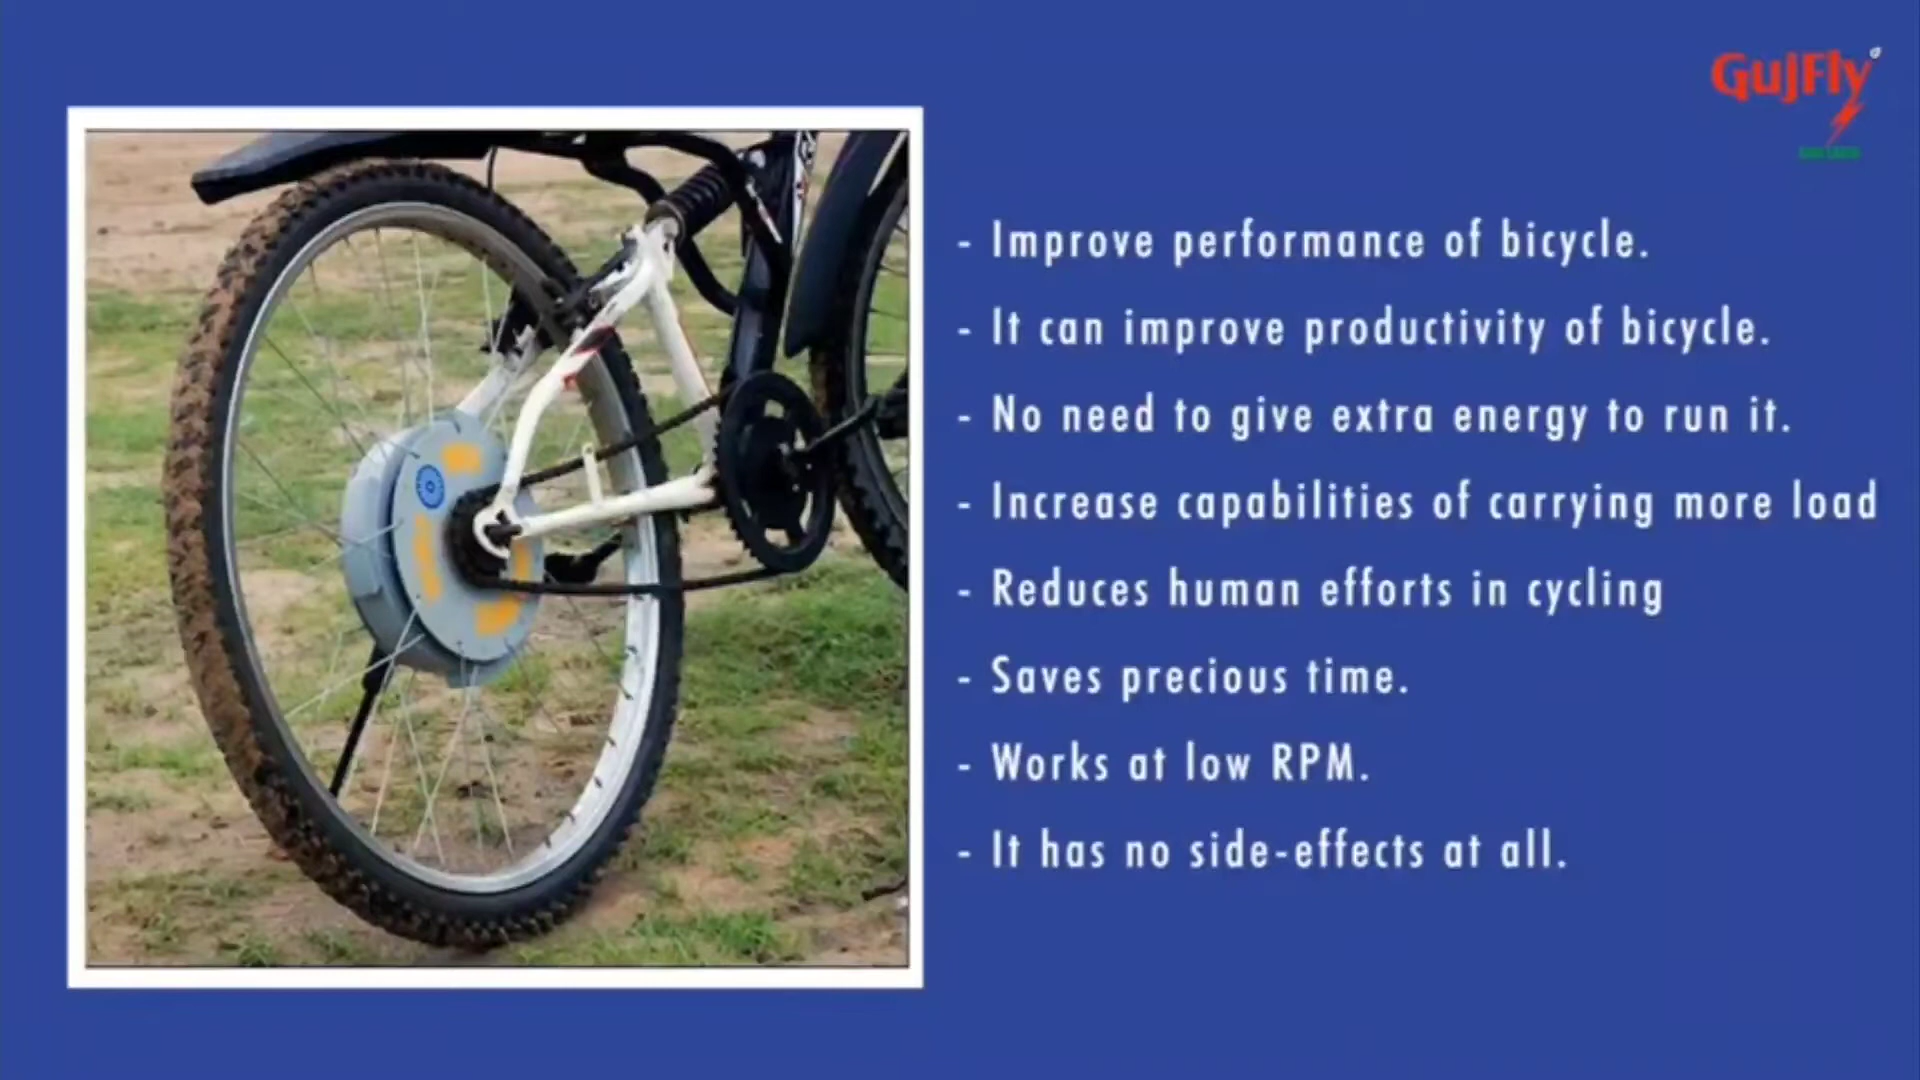 GujFly
- Improve performance of bicycle.
- It can improve productivity of bicycle.
- No need to give extra energy to run it.
- Increase capabilities of carrying more load
- Reduces human efforts in cycling
- Saves precious time.
- Works at low RPM.
- It has no side-effects at all.